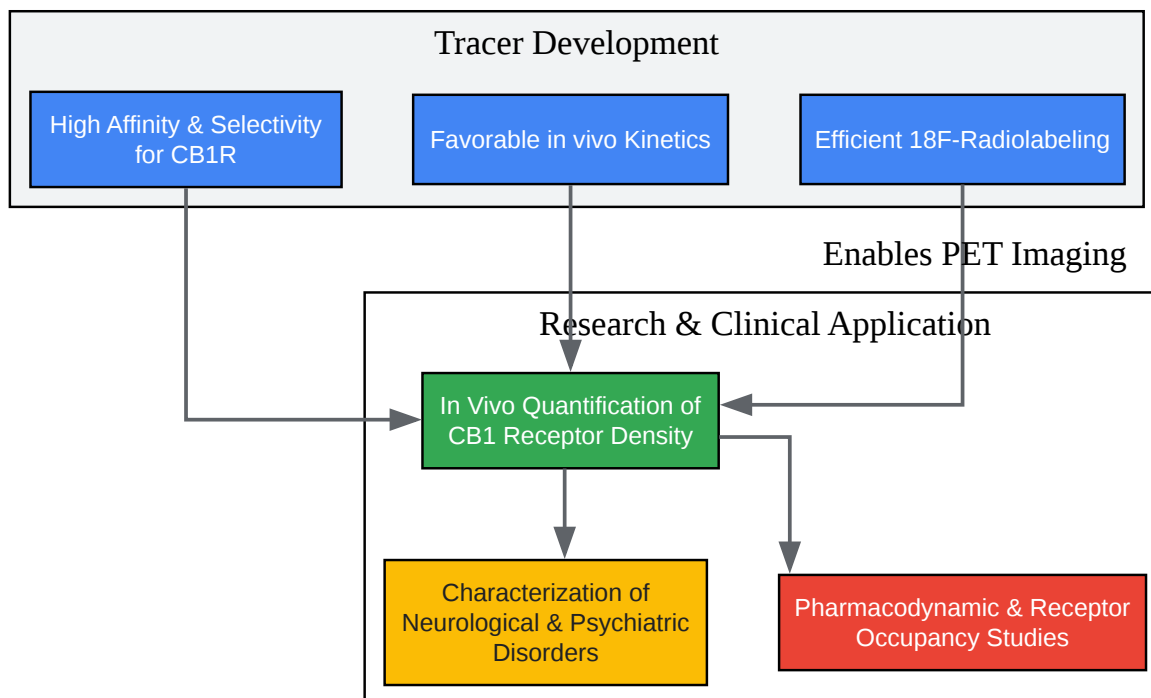 Tracer Development
High Affinity & Selectivity
for CB1R
Favorable in vivo Kinetics
Efficient 18F-Radiolabeling
Enables PET Imaging
Research & Clinical Application
In Vivo Quantification of
CB1 Receptor Density
Characterization of
Neurological & Psychiatric
Disorders
Pharmacodynamic & Receptor
Occupancy Studies